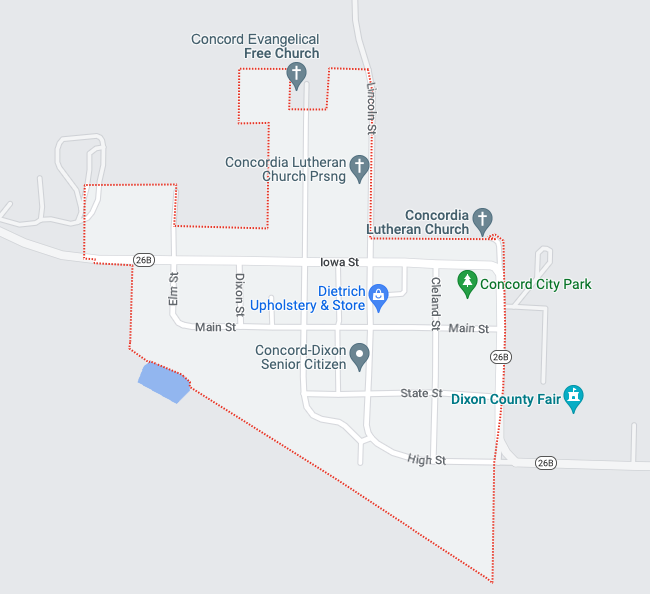 Concord Evangelical
Free Church
Lincoln St
Concordia Lutheran
Church Prsng
Concordia
Lutheran Church
26B
Iowa St
Elm St
Dixon St
Dietrich
Upholstery & Store
Cleland St
Concord City Park
Main St
Main St
Concord-Dixon
Senior Citizen
26B
State St
Dixon County Fair
High St
26B